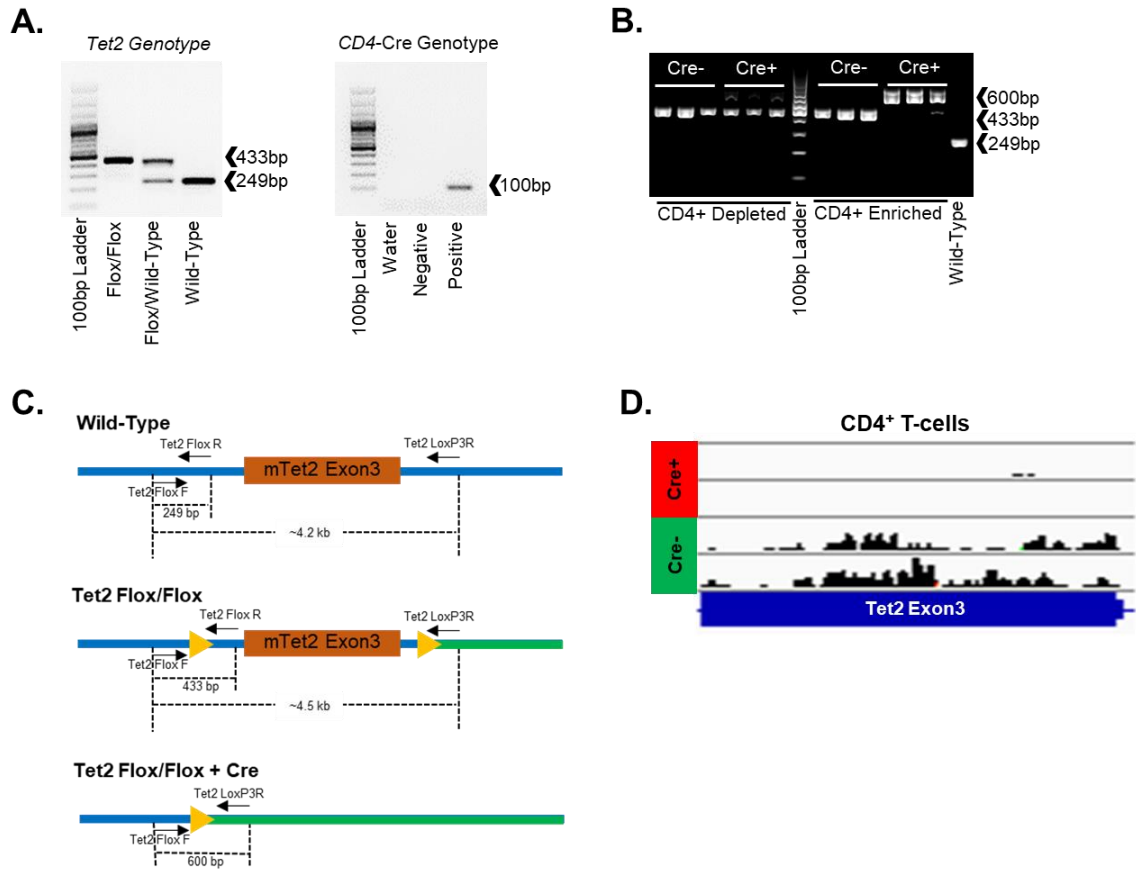 A.
Tet2 Genotype
433bp
249bp
100bp Ladder
Flox/Flox
Flox/Wild-Type
Wild-Type
CD4-Cre Genotype
100bp
100bp Ladder
Water
Negative
Positive
B.
Cre- Cre+ Cre- Cre+
600bp
433bp
249bp
CD4+ Depleted
100bp Ladder
CD4+ Enriched
Wild-Type
C.
Wild-Type
Tet2 Flox R
Tet2 LoxP3R
mTet2 Exon3
Tet2 Flox F
249 bp
~4.2 kb
Tet2 Flox/Flox
Tet2 Flox R
Tet2 LoxP3R
mTet2 Exon3
Tet2 Flox F
433 bp
~4.5 kb
Tet2 Flox/Flox + Cre
Tet2 LoxP3R
Tet2 Flox F
600 bp
D.
CD4⁺ T-cells
Cre+
Cre-
Tet2 Exon3